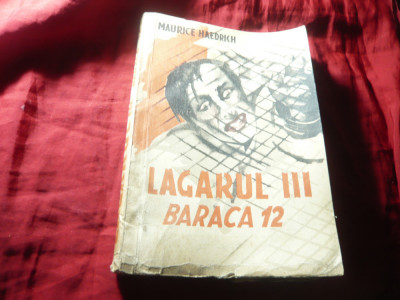 MAURICE HAEDRICH
LAGARUL III
BARACA 12